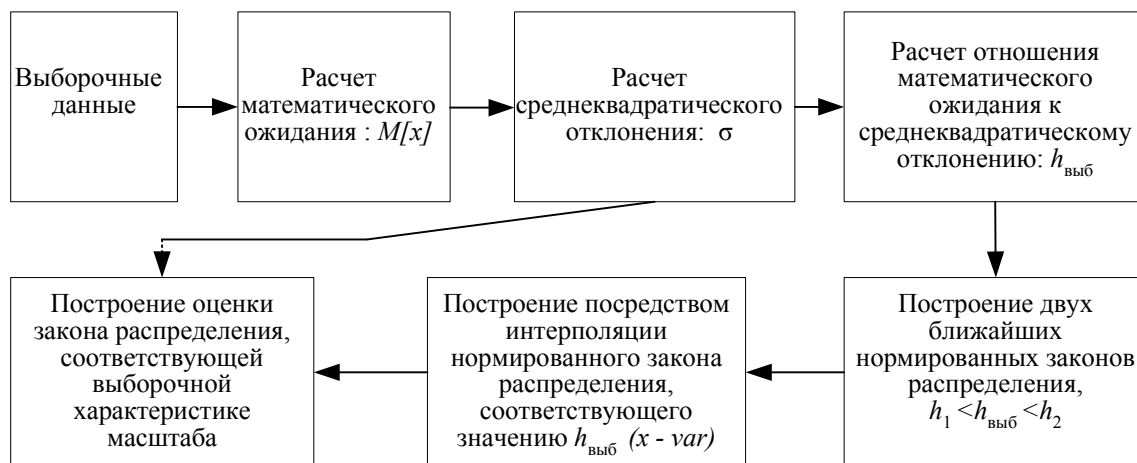 Выборочные
данные
Расчет
математического
ожидания : M[x]
Расчет
среднеквадратического
отклонения: σ
Расчет отношения
математического
ожидания к
среднеквадратическому
отклонению: hвыб
Построение оценки
закона распределения,
соответствующей
выборочной
характеристике
масштаба
Построение посредством
интерполяции
нормированного закона
распределения,
соответствующего
значению hвыб (x - var)
Построение двух
ближайших
нормированных законов
распределения,
h1 <hвыб <h2